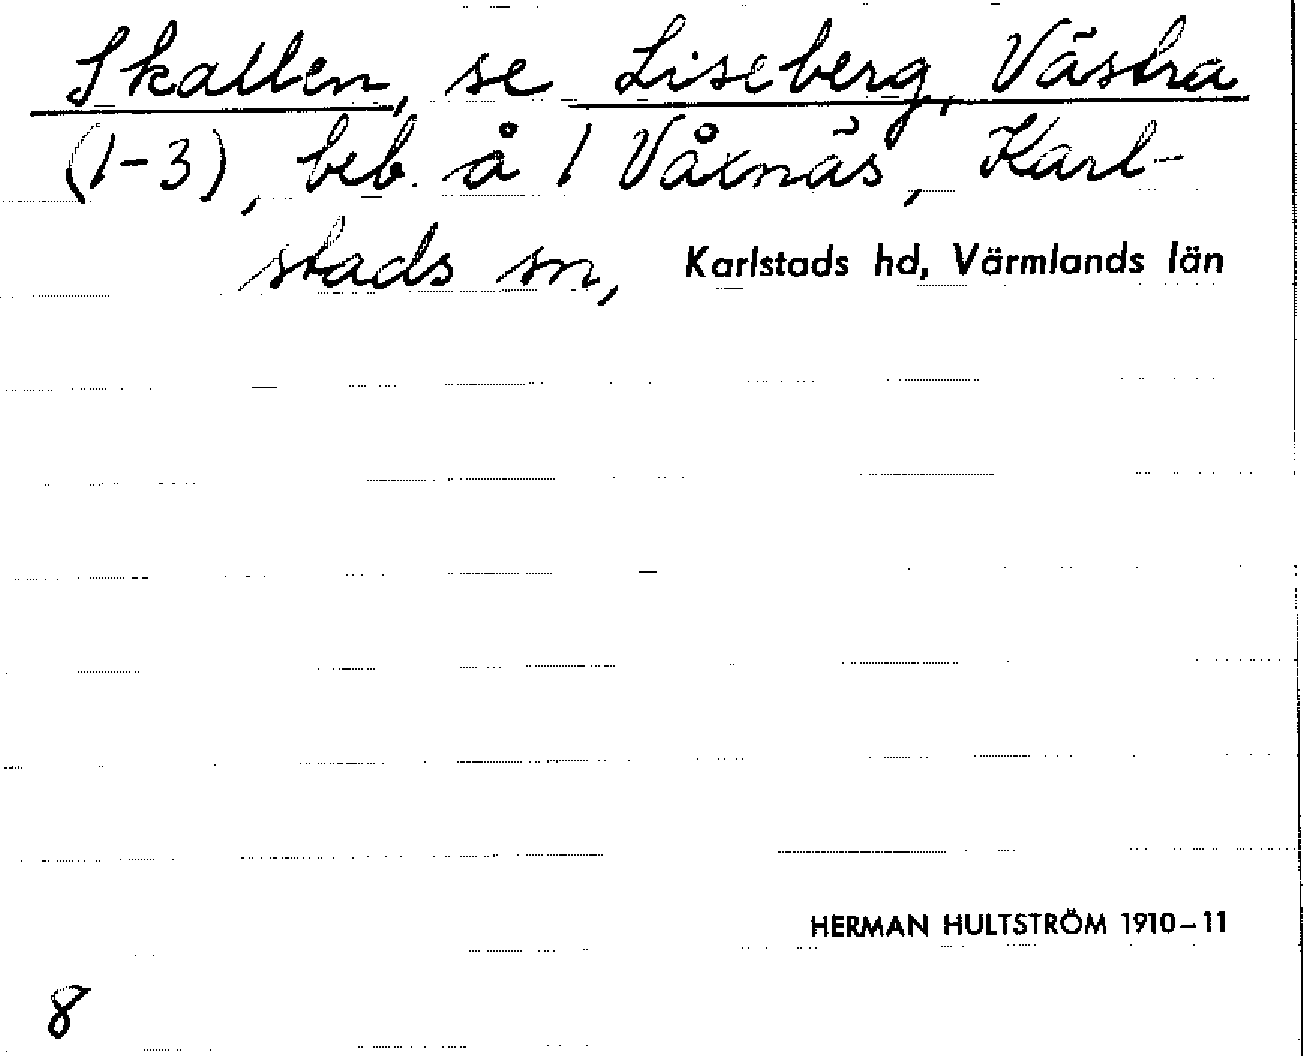 Skallen, se Liseberg, Västra
(1-3), beb. å 1 Våxnäs, Karl-
stads sn, Karlstads hd, Värmlands län
HERMAN HULTSTRÖM 1910-11
8